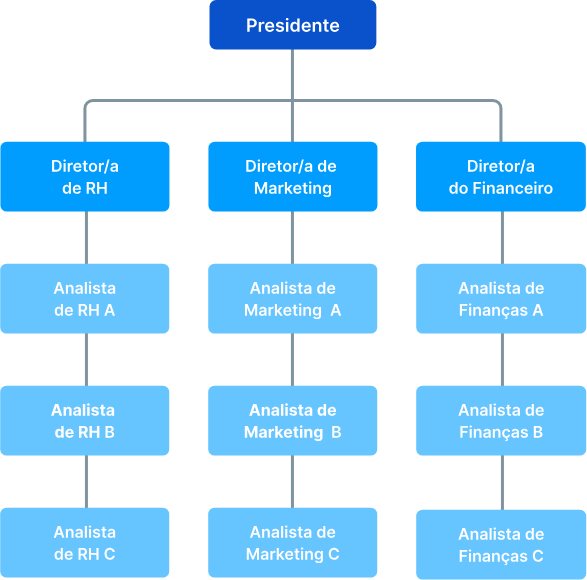 Presidente
Diretor/a
de RH
Diretor/a de
Marketing
Diretor/a
do Financeiro
Analista
de RH A
Analista de
Marketing A
Analista de
Finanças A
Analista
de RH B
Analista de
Marketing B
Analista de
Finanças B
Analista
de RH C
Analista de
Marketing C
Analista de
Finanças C